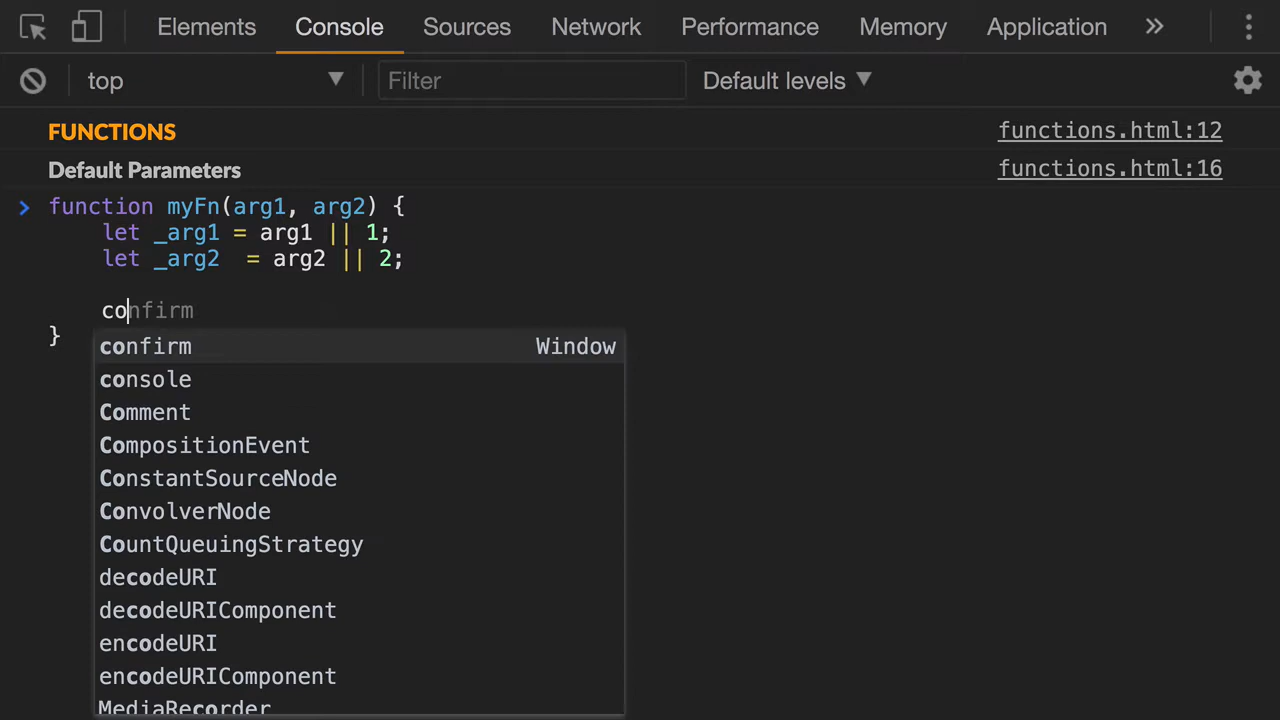 Elements Console Sources Network Performance Memory Application »
top ▼ Filter Default levels ▼
FUNCTIONS functions.html:12
Default Parameters functions.html:16
> function myFn(arg1, arg2) {
let _arg1 = arg1 || 1;
let _arg2  = arg2 || 2;
confirm
}
confirm Window
console
Comment
CompositionEvent
ConstantSourceNode
ConvolverNode
CountQueuingStrategy
decodeURI
decodeURIComponent
encodeURI
encodeURIComponent
MediaRecorder